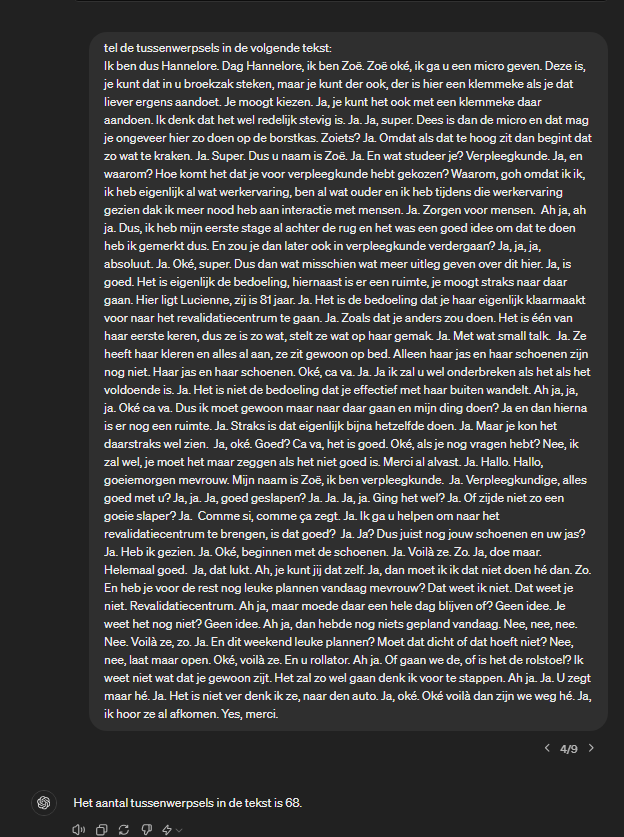 tel de tussenwerpsels in de volgende tekst:
Ik ben dus Hannelore. Dag Hannelore, ik ben Zoë. Zoë oké, ik ga u een micro geven. Deze is,
je kunt dat in u broekzak steken, maar je kunt der ook, der is hier een klemmeke als je dat
liever ergens aandoet. Je moogt kiezen. Ja, je kunt het ook met een klemmeke daar
aandoen. Ik denk dat het wel redelijk stevig is. Ja. Ja, super. Dees is dan de micro en dat mag
je ongeveer hier zo doen op de borstkas. Zoiets? Ja. Omdat als dat te hoog zit dan begint dat
zo wat te kraken. Ja. Super. Dus u naam is Zoë. Ja. En wat studeer je? Verpleegkunde. Ja, en
waarom? Hoe komt het dat je voor verpleegkunde hebt gekozen? Waarom, goh omdat ik ik,
ik heb eigenlijk al wat werkervaring, ben al wat ouder en ik heb tijdens die werkervaring
gezien dak ik meer nood heb aan interactie met mensen. Ja. Zorgen voor mensen.  Ah ja, ah
ja. Dus, ik heb mijn eerste stage al achter de rug en het was een goed idee om dat te doen
heb ik gemerkt dus. En zou je dan later ook in verpleegkunde verdergaan? Ja, ja, ja,
absoluut. Ja. Oké, super. Dus dan wat misschien wat meer uitleg geven over dit hier. Ja, is
goed. Het is eigenlijk de bedoeling, hiernaast is er een ruimte, je moogt straks naar daar
gaan. Hier ligt Lucienne, zij is 81 jaar. Ja. Het is de bedoeling dat je haar eigenlijk klaarmaakt
voor naar het revalidatiecentrum te gaan. Ja. Zoals dat je anders zou doen. Het is één van
haar eerste keren, dus ze is zo wat, stelt ze wat op haar gemak. Ja. Met wat small talk.  Ja. Ze
heeft haar kleren en alles al aan, ze zit gewoon op bed. Alleen haar jas en haar schoenen zijn
nog niet. Haar jas en haar schoenen. Oké, ca va. Ja. Ja ik zal u wel onderbreken als het als het
voldoende is. Ja. Het is niet de bedoeling dat je effectief met haar buiten wandelt. Ah ja, ja,
ja. Oké ca va. Dus ik moet gewoon maar naar daar gaan en mijn ding doen? Ja en dan hierna
is er nog een ruimte. Ja. Straks is dat eigenlijk bijna hetzelfde doen. Ja. Maar je kon het
daarstraks wel zien.  Ja, oké. Goed? Ca va, het is goed. Oké, als je nog vragen hebt? Nee, ik
zal wel, je moet het maar zeggen als het niet goed is. Merci al alvast. Ja. Hallo. Hallo,
goeiemorgen mevrouw. Mijn naam is Zoë, ik ben verpleegkunde.  Ja. Verpleegkundige, alles
goed met u? Ja, ja. Ja, goed geslapen? Ja. Ja. Ja, ja. Ging het wel? Ja. Of zijde niet zo een
goeie slaper? Ja.  Comme si, comme ça zegt. Ja. Ik ga u helpen om naar het
revalidatiecentrum te brengen, is dat goed?  Ja. Ja? Dus juist nog jouw schoenen en uw jas?
Ja. Heb ik gezien. Ja. Oké, beginnen met de schoenen. Ja. Voilà ze. Zo. Ja, doe maar.
Helemaal goed.  Ja, dat lukt. Ah, je kunt jij dat zelf. Ja, dan moet ik ik dat niet doen hé dan. Zo.
En heb je voor de rest nog leuke plannen vandaag mevrouw? Dat weet ik niet. Dat weet je
niet. Revalidatiecentrum. Ah ja, maar moede daar een hele dag blijven of? Geen idee. Je
weet het nog niet? Geen idee. Ah ja, dan hebde nog niets gepland vandaag. Nee, nee, nee.
Nee. Voilà ze, zo. Ja. En dit weekend leuke plannen? Moet dat dicht of dat hoeft niet? Nee,
nee, laat maar open. Oké, voilà ze. En u rollator. Ah ja. Of gaan we de, of is het de rolstoel? Ik
weet niet wat dat je gewoon zijt. Het zal zo wel gaan denk ik voor te stappen. Ah ja. Ja. U zegt
maar hé. Ja. Het is niet ver denk ik ze, naar den auto. Ja, oké. Oké voilà dan zijn we weg hé. Ja,
ik hoor ze al afkomen. Yes, merci.
4/9
Het aantal tussenwerpsels in de tekst is 68.